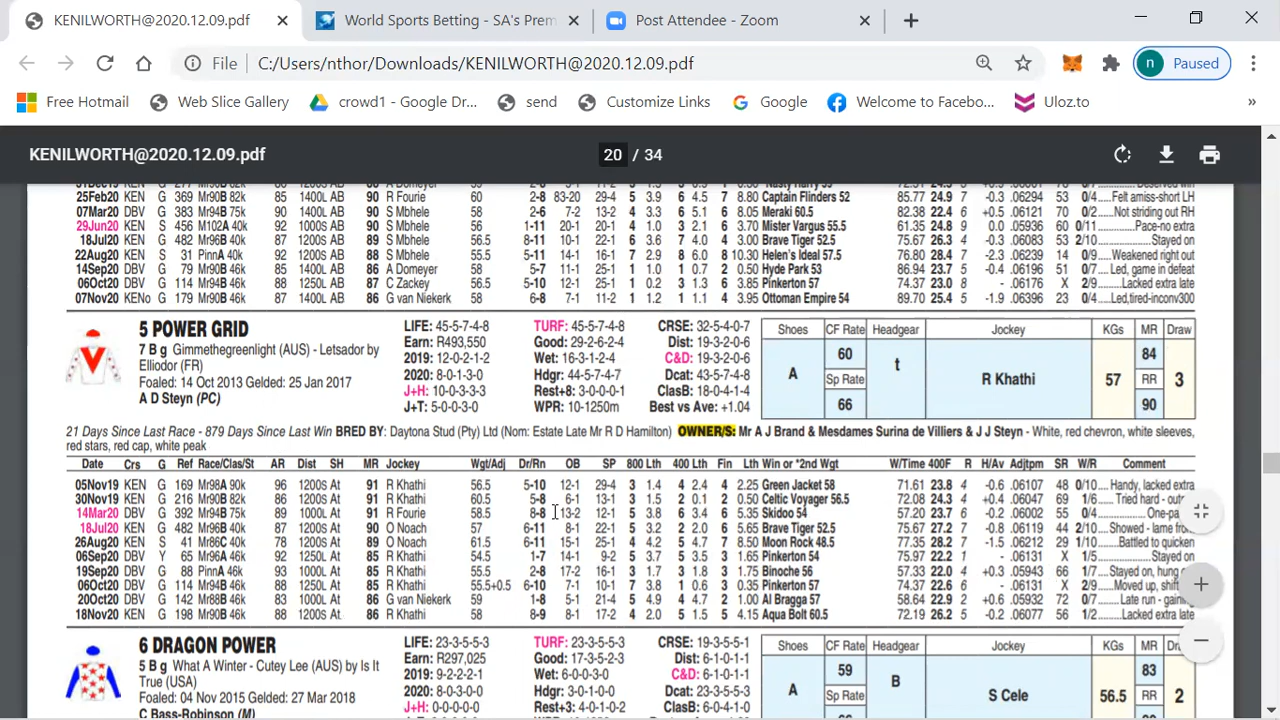 KENILWORTH@2020.12.09.pdf
World Sports Betting - SA's Prem
Post Attendee - Zoom
File C:/Users/nthor/Downloads/KENILWORTH@2020.12.09.pdf
n Paused
Free Hotmail
Web Slice Gallery
crowd1 - Google Dr...
send
Customize Links
Google
Welcome to Facebo...
Uloz.to
»
KENILWORTH@2020.12.09.pdf
20 / 34
25Feb20 KEN G 297 Mr90B 82k 85 1400L AB 90 R Fourie 60 2-8 83-20 29-4 5 3.9 6 4.5 7 8.80 Captain Flinders 52 85.77 24.9 7 -0.3 .06294 53 0/4 ....Felt amiss-short LH
07Mar20 DBV G 383 Mr90B 75k 90 1400L AB 90 S Mbhele 58 2-6 7-2 13-2 4 3.3 6 5.1 6 8.05 Meraki 60.5 82.38 22.4 6 +0.5 .06121 70 0/2 ....Not striding out RH
29Jun20 KEN S 456 M102A 40k 92 1000S AB 90 S Mbhele 56 1-11 20-1 20-1 4 1.0 3 2.1 6 3.70 Mister Vargus 55.5 61.35 24.8 9 0.0 .05936 60 0/11 ....Pace-no extra
18Jul20 KEN G 482 Mr96B 40k 87 1200S AB 89 S Mbhele 56.5 8-11 10-1 22-1 6 3.6 7 4.0 4 3.00 Brave Tiger 52.5 75.67 26.3 4 -0.3 .06083 53 2/10 ....Stayed on
22Aug20 KEN S 31 PinnA 40k 92 1200S AB 88 S Mbhele 55.5 5-11 14-1 16-1 7 2.9 8 6.0 8 10.30 Helen's Ideal 57.5 76.80 28.4 7 -2.3 .06239 14 0/9 ....Weakened right out
14Sep20 DBV G 79 Mr90B 46k 85 1400L AB 86 A Domeyer 58 5-7 11-1 25-1 1 1.0 1 0.7 2 0.50 Hyde Park 53 86.94 23.7 5 -0.4 .06196 51 0/7 ....Led, game in defeat
06Oct20 DBV G 114 Mr96B 46k 88 1250L AB 87 C Zackey 56.5 5-10 12-1 25-1 1 0.2 3 1.3 6 3.85 Pinkerton 57 74.37 23.0 8 - .06131 X 2/9 ....Lacked extra late
07Nov20 KENo G 179 Mr90B 46k 87 1400L AB 86 G van Niekerk 58 6-8 7-1 11-2 1 1.2 1 1.1 4 3.95 Ottoman Empire 54 89.70 25.4 5 -1.9 .06396 23 0/4 ..Led,tired-inconv300
5 POWER GRID
7 B g Gimmethegreenlight (AUS) - Letsador by
Elliodor (FR)
Foaled: 14 Oct 2013 Gelded: 25 Jan 2017
A D Steyn (PC)
LIFE: 45-5-7-4-8 TURF: 45-5-7-4-8 CRSE: 32-5-4-0-7
Earn: R493,550 Good: 29-2-6-2-4 Dist: 19-3-2-0-6
2019: 12-0-2-1-2 Wet: 16-3-1-2-4 C&D: 19-3-2-0-6
2020: 8-0-1-3-0 Hdgr: 44-5-7-4-7 Dcat: 43-5-7-4-8
J+H: 10-0-3-3-3 Rest+8: 3-0-0-0-1 ClasB: 18-0-4-1-4
J+T: 5-0-0-3-0 WPR: 10-1250m Best vs Ave: +1.04
Shoes CF Rate Headgear Jockey KGs MR Draw
A 60 t R Khathi 57 84 3
Sp Rate RR
66 90
21 Days Since Last Race - 879 Days Since Last Win BRED BY: Daytona Stud (Pty) Ltd (Nom: Estate Late Mr R D Hamilton) OWNER/S: Mr A J Brand & Mesdames Surina de Villiers & J J Steyn - White, red chevron, white sleeves,
red stars, red cap, white peak
Date Crs G Ref Race/Clas/St AR Dist SH MR Jockey Wgt/Adj Dr/Rn OB SP 800 Lth 400 Lth Fin Lth Win or *2nd Wgt W/Time 400F R H/Av Adjtpm SR W/R Comment
05Nov19 KEN G 169 Mr98A 90k 96 1200S At 91 R Khathi 56.5 5-10 12-1 29-4 3 1.4 4 2.4 4 2.25 Green Jacket 58 71.61 23.8 4 -0.6 .06107 48 0/10 ....Handy, lacked extra
30Nov19 KEN G 216 Mr90B 82k 86 1200S At 91 R Khathi 60.5 5-8 6-1 13-1 3 1.5 2 0.1 2 0.50 Celtic Voyager 56.5 72.08 24.3 4 +0.4 .06047 69 1/6 ....Tried hard - out
14Mar20 DBV G 392 Mr90B 75k 89 1000S At 91 R Fourie 58.5 8-8 13-2 12-1 5 3.8 6 3.4 6 5.35 Skidoo 54 57.20 23.7 6 -0.2 .06005 55 0/4 ....One-pa
18Jul20 KEN G 482 Mr96B 40k 87 1200S At 90 O Noach 57 6-11 8-1 22-1 5 3.2 2 2.0 6 5.65 Brave Tiger 52.5 75.67 27.2 7 -0.8 .06119 44 2/10 ....Showed - lame fr
26Aug20 KEN S 41 Mr86C 40k 78 1200S At 89 O Noach 61.5 6-11 15-1 25-1 4 4.2 5 4.7 7 8.50 Moon Rock 48.5 77.35 28.2 7 -1.5 .06212 29 1/10 ....Battled to quicken
06Sep20 DBV Y 65 Mr96A 46k 92 1250S At 85 R Khathi 54.5 1-7 14-1 9-2 5 3.7 5 3.5 3 1.65 Pinkerton 54 75.97 22.2 1 - .06131 X 1/5 ....Stayed on
19Sep20 DBV G 88 PinnA 46k 93 1000S At 85 R Khathi 55.5 2-8 17-2 16-1 3 1.7 3 1.8 3 1.75 Binoche 56 57.33 22.0 4 +0.3 .05943 66 1/1 ....Stayed on, hung
06Oct20 DBV G 114 Mr96B 46k 88 1250L At 85 R Khathi 55.5+0.5 6-10 7-1 10-1 7 3.8 4 1.0 3 0.35 Pinkerton 57 74.37 22.6 6 - .06131 X 2/9 ....Moved up, shif
20Oct20 DBV G 142 Mr88B 46k 86 1000S At 86 G van Niekerk 59 1-8 5-1 21-4 5 4.9 4 4.7 2 1.00 Al Bragga 57 58.64 22.9 2 +0.6 .05932 72 0/7 ....Late run - gain
18Nov20 KEN G 198 Mr90B 46k 88 1200S At 86 R Khathi 58 8-9 8-1 17-2 4 2.0 5 1.5 5 4.15 Aqua Bolt 60.5 72.19 26.2 5 -0.2 .06077 56 1/2 ....Lacked extra late
6 DRAGON POWER
5 B g What A Winter - Cutey Lee (AUS) by Is It
True (USA)
Foaled: 04 Nov 2015 Gelded: 27 Mar 2018
C Bass-Robinson (M)
LIFE: 23-3-5-5-3 TURF: 23-3-5-5-3 CRSE: 19-3-5-5-1
Earn: R297,025 Good: 17-3-5-2-3 Dist: 6-1-0-1-1
2019: 9-2-2-2-1 Wet: 6-0-0-3-0 C&D: 6-1-0-1-1
2020: 8-0-3-0-0 Hdgr: 3-0-1-0-0 Dcat: 23-3-5-5-3
J+H: 0-0-0-0-0 Rest+3: 4-0-1-0-2 ClasB: 6-0-4-0-1
Shoes CF Rate Headgear Jockey KGs MR Draw
A 59 B S Cele 56.5 83 2
Sp Rate RR